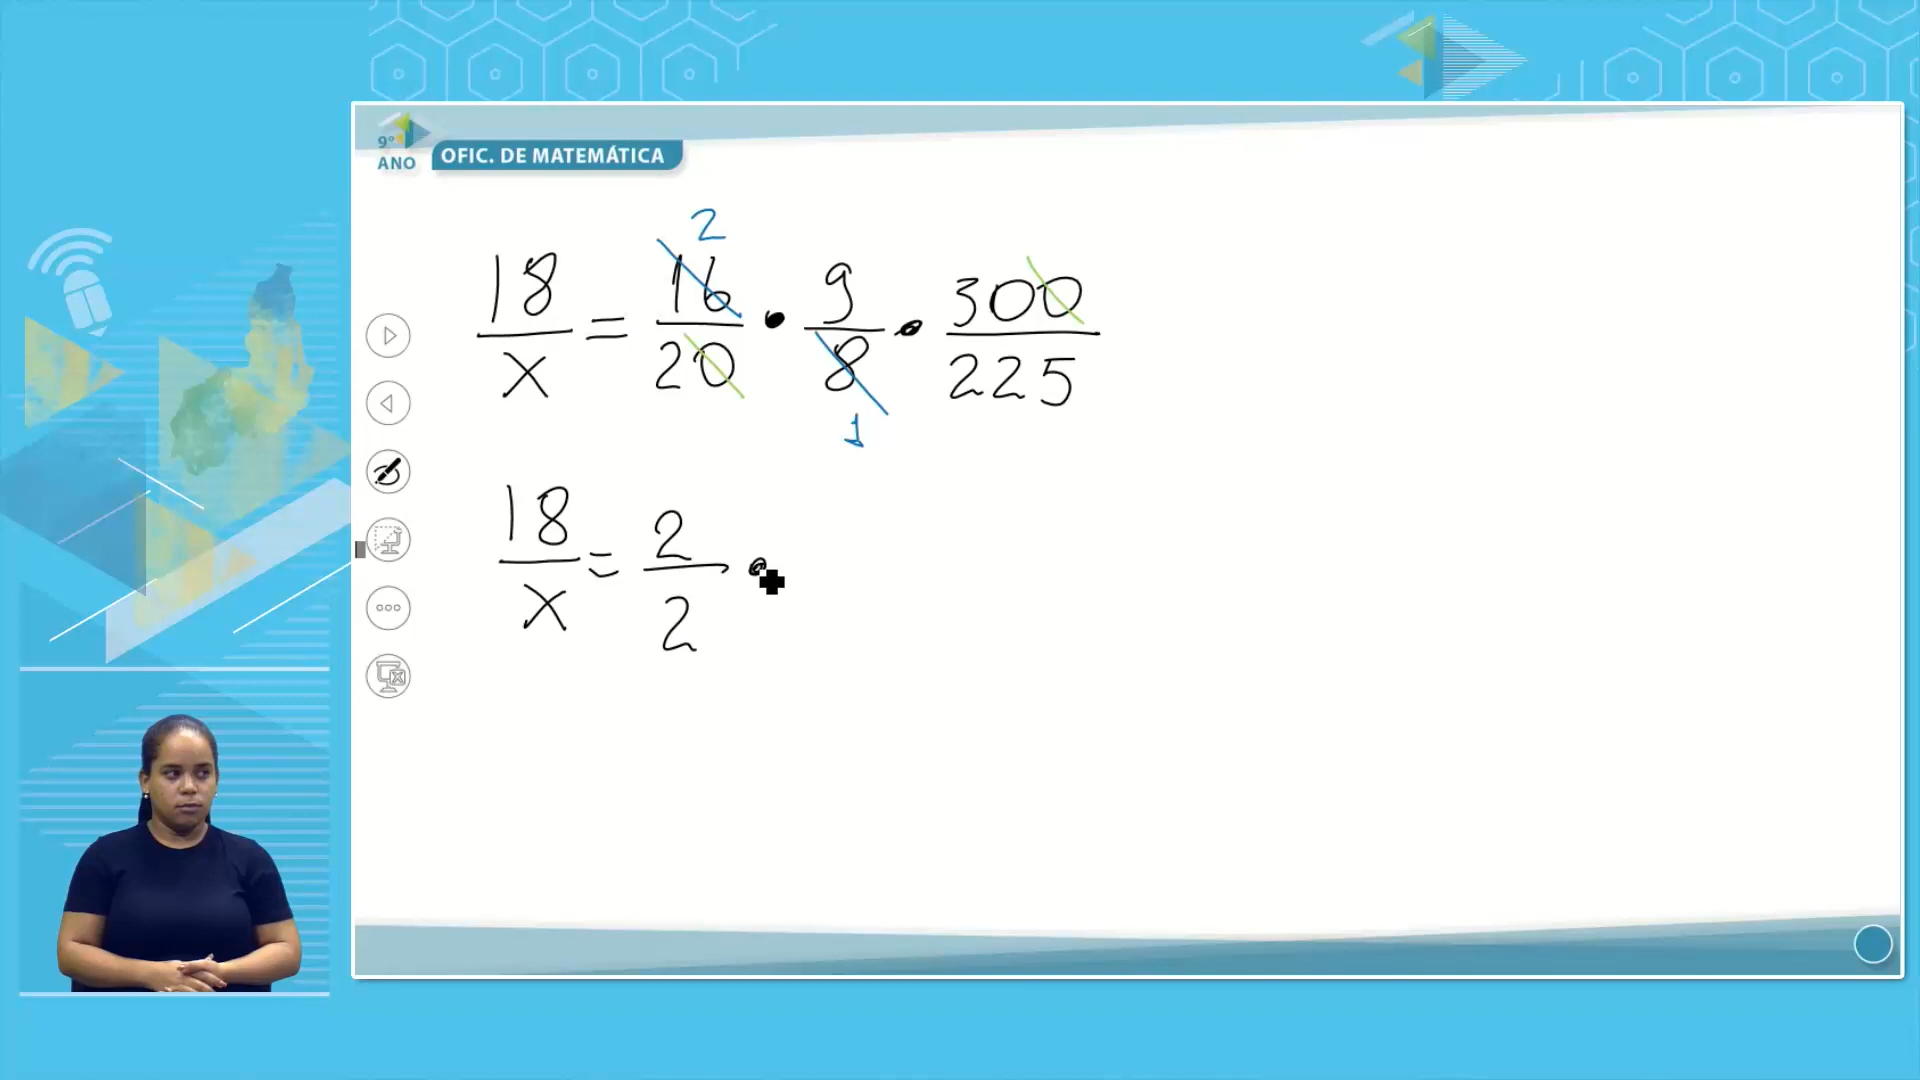 9º
ANO
OFIC. DE MATEMÁTICA
2
18/x = 16/20 • 9/8 • 300/225
1
18/x = 2/2 •